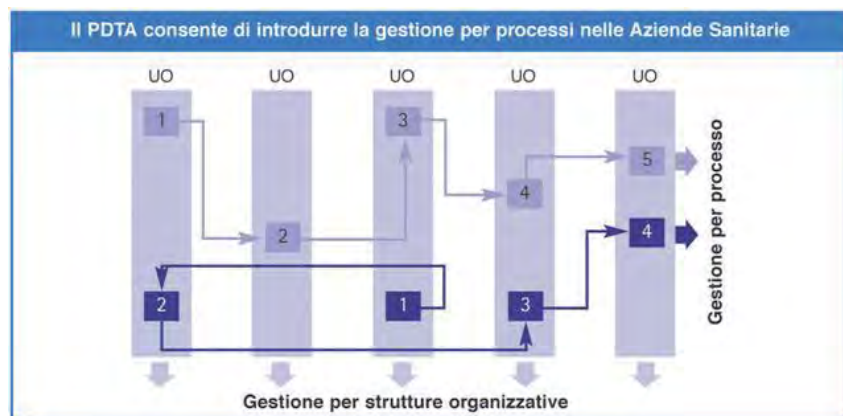 Il PDTA consente di introdurre la gestione per processi nelle Aziende Sanitarie
UO UO UO UO UO
1
3
5
4
2
4
2
1
3
Gestione per processo
Gestione per strutture organizzative